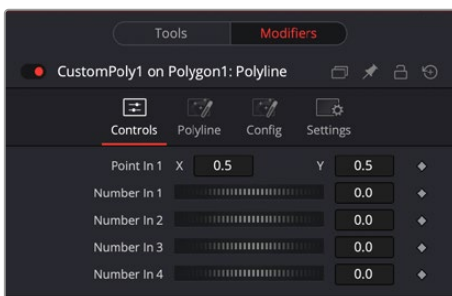 Tools Modifiers
CustomPoly1 on Polygon1: Polyline
Controls Polyline Config Settings
Point In 1 X 0.5 Y 0.5
Number In 1 0.0
Number In 2 0.0
Number In 3 0.0
Number In 4 0.0